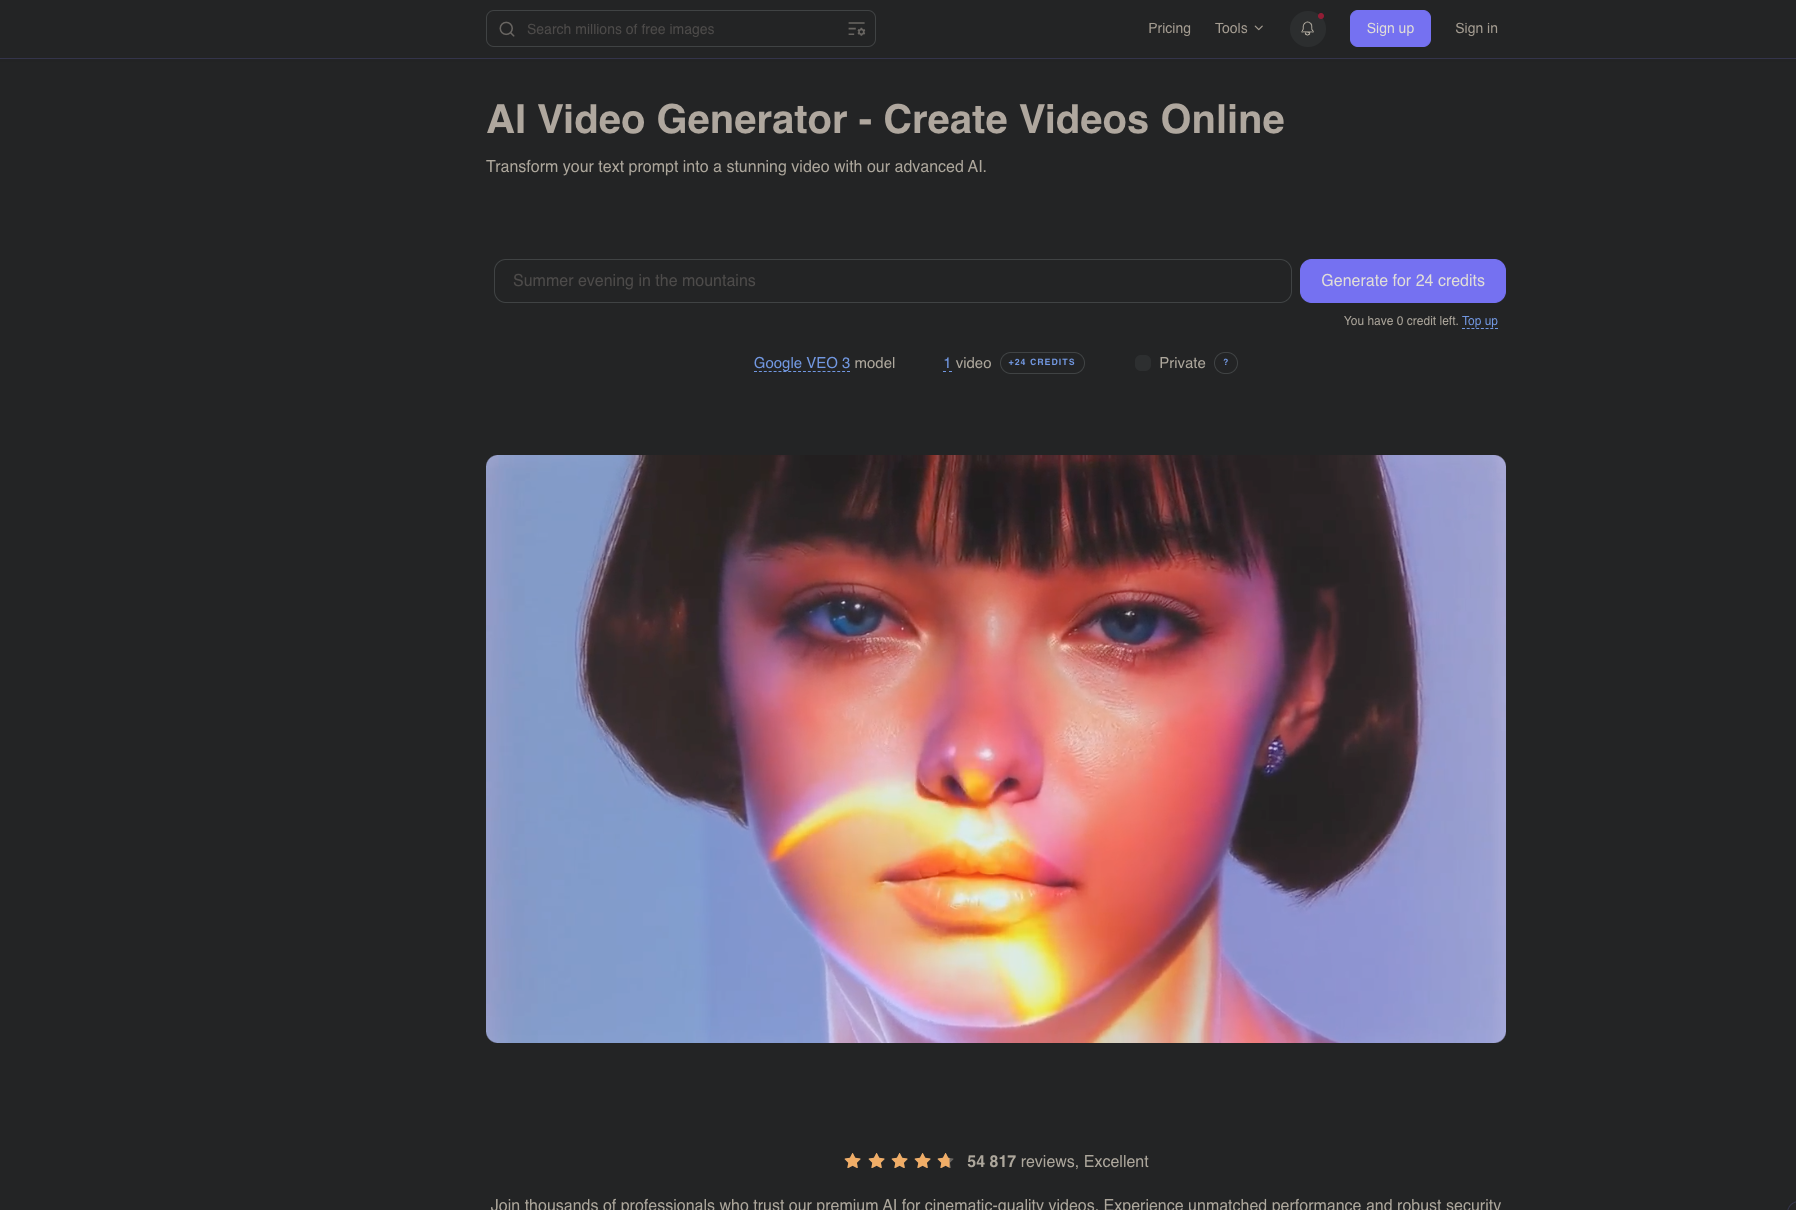 Search millions of free images
Pricing
Tools
Sign up
Sign in
AI Video Generator - Create Videos Online
Transform your text prompt into a stunning video with our advanced AI.
Summer evening in the mountains
Generate for 24 credits
You have 0 credit left. Top up
Google VEO 3 model
1 video
+24 CREDITS
Private
?
54 817 reviews, Excellent
Join thousands of professionals who trust our premium AI for cinematic-quality videos. Experience unmatched performance and robust security